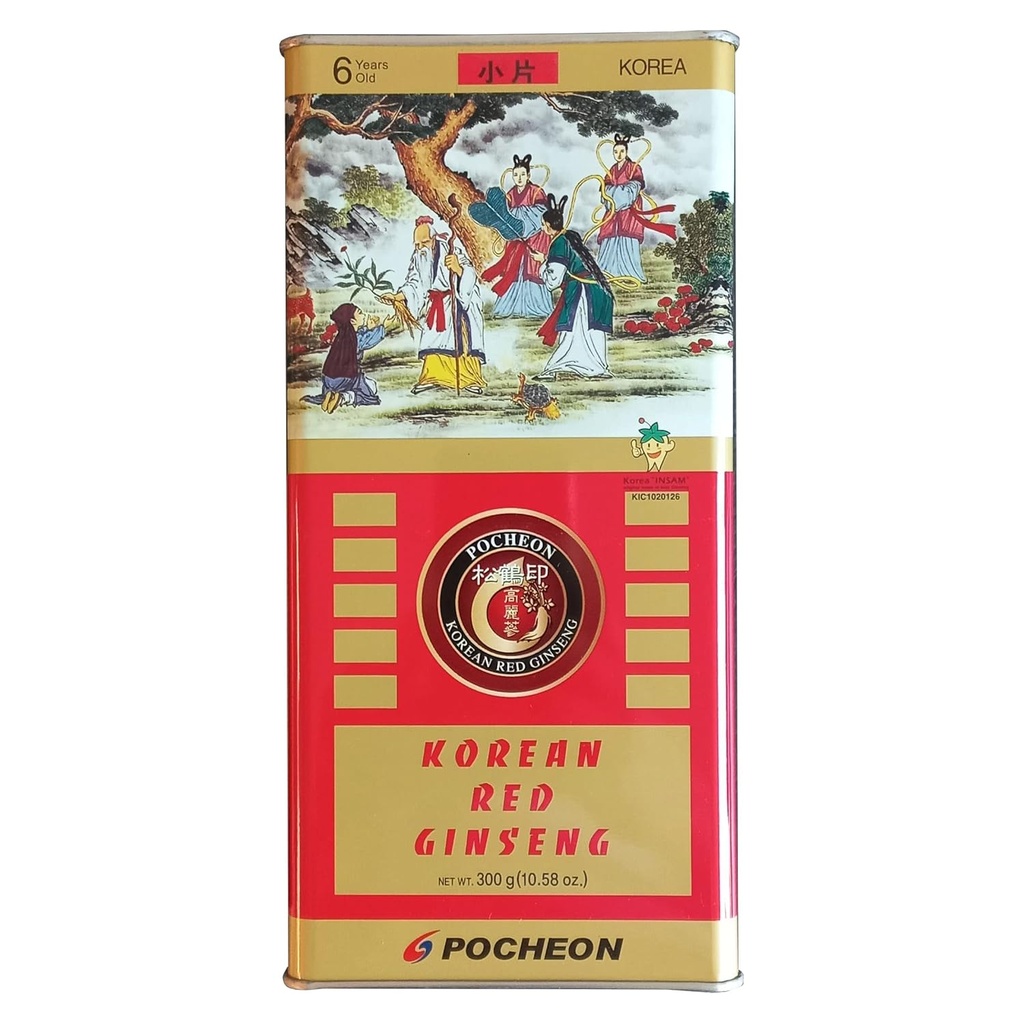 6 Years Old
小片
KOREA
Korea "INSAM"
KIC1020126
POCHEON
松鶴印
高麗蔘
KOREAN RED GINSENG
KOREAN
RED
GINSENG
NET WT. 300 g(10.58 oz.)
POCHEON